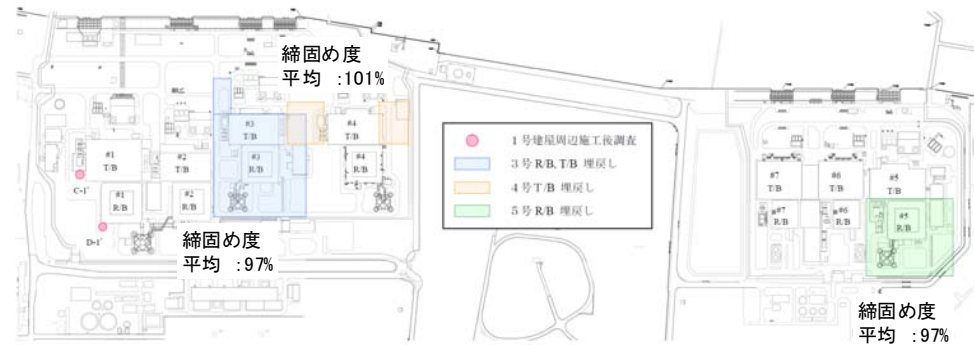 締固め度
平均 :101%
#3
T/B
#4
T/B
#1
T/B
#2
T/B
#3
R/B
#4
R/B
C-1'
#1
R/B
#2
R/B
D-1'
締固め度
平均 :97%
1号建屋周辺施工後調査
3号 R/B, T/B 埋戻し
4号 T/B 埋戻し
5号 R/B 埋戻し
#7
T/B
#6
T/B
#5
T/B
#7
R/B
#6
R/B
#5
R/B
締固め度
平均 :97%